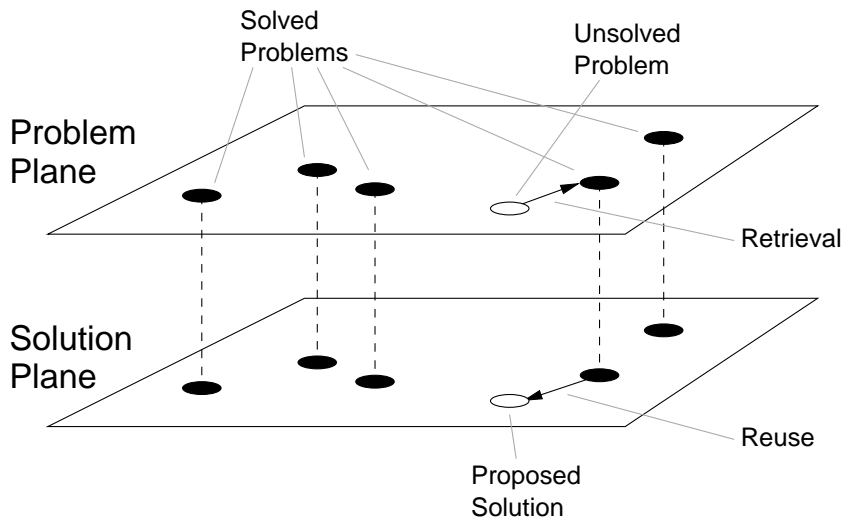 Solved
Problems
Unsolved
Problem
Problem
Plane
Retrieval
Solution
Plane
Reuse
Proposed
Solution